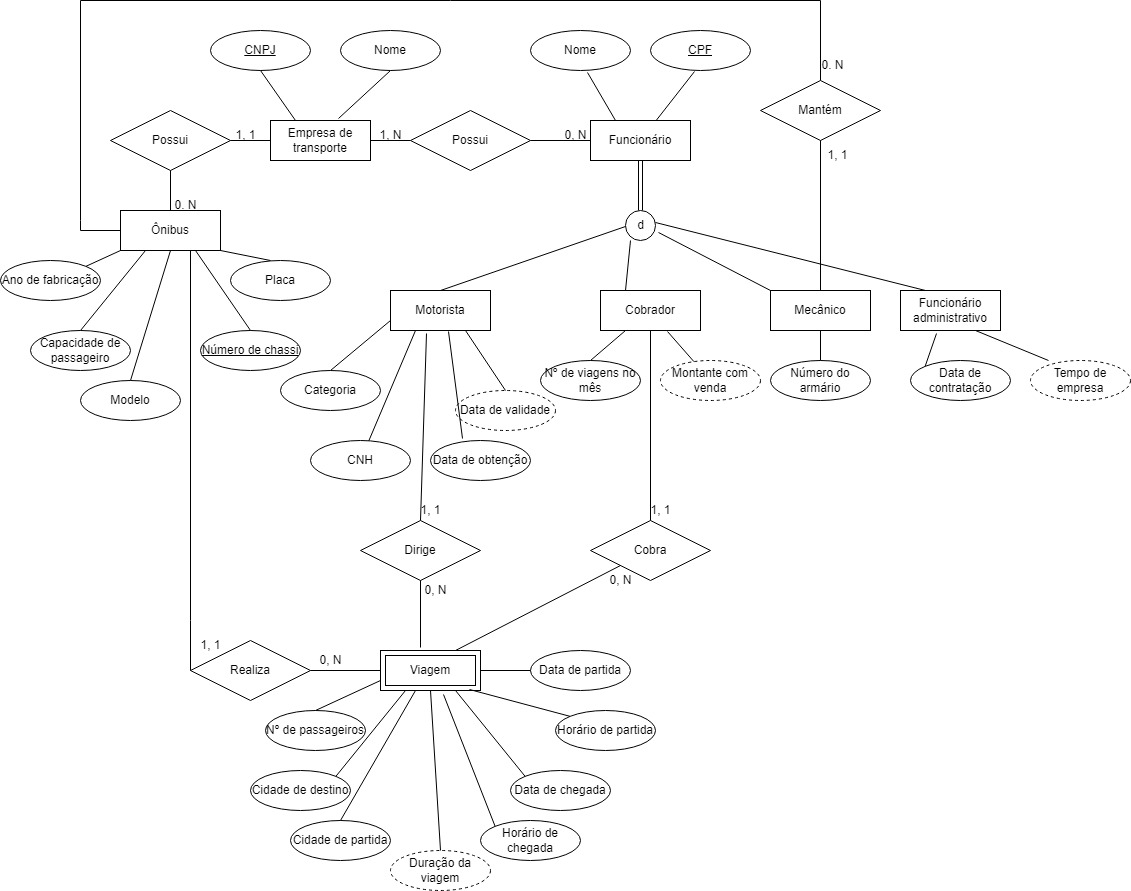 CNPJ
Nome
Nome
CPF
0. N
Mantém
1, 1
Possui
1, 1
Empresa de
transporte
1, N
Possui
0, N
Funcionário
0. N
Ônibus
d
Ano de fabricação
Placa
Capacidade de
passageiro
Número de chassi
Modelo
Motorista
Cobrador
Mecânico
Funcionário
administrativo
Categoria
Data de validade
CNH
Data de obtenção
Nº de viagens no
mês
Montante com
venda
Número do
armário
Data de
contratação
Tempo de
empresa
1, 1
Dirige
0, N
1, 1
Cobra
0, N
1, 1
Realiza
0, N
Viagem
Data de partida
Nº de passageiros
Horário de partida
Cidade de destino
Data de chegada
Cidade de partida
Horário de
chegada
Duração da
viagem